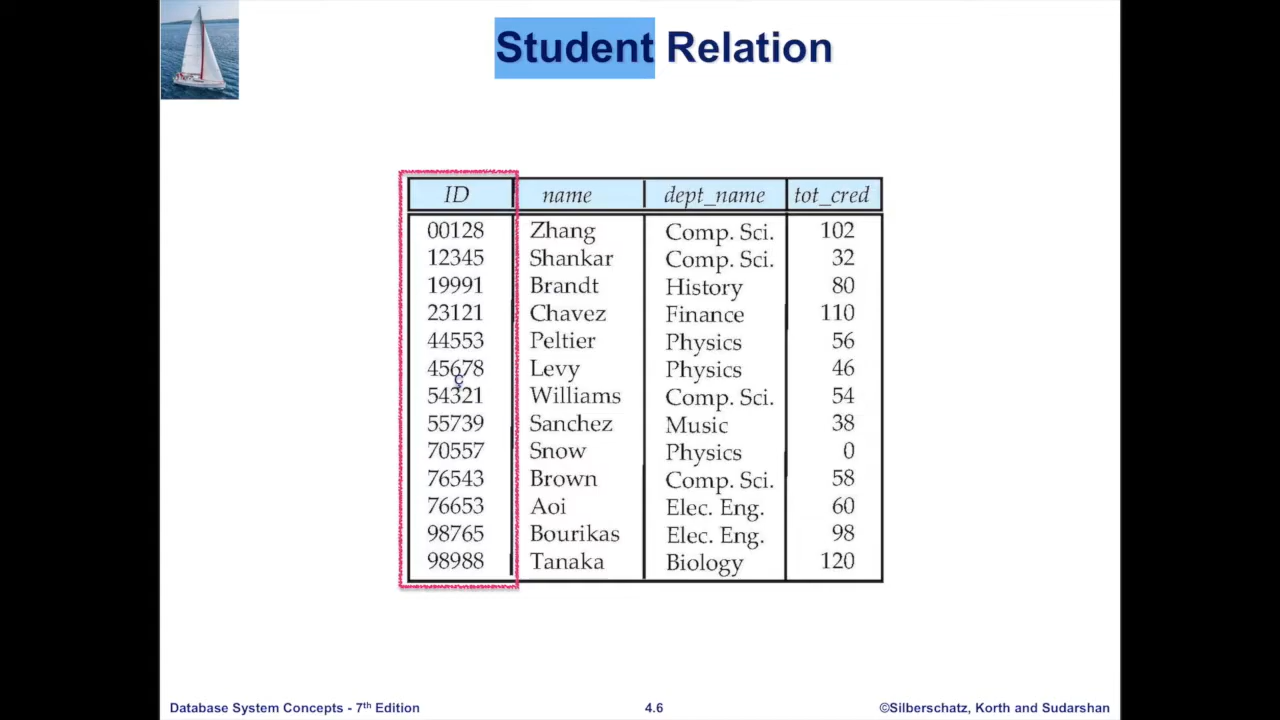 Student Relation
ID name dept_name tot_cred
00128 Zhang Comp. Sci. 102
12345 Shankar Comp. Sci. 32
19991 Brandt History 80
23121 Chavez Finance 110
44553 Peltier Physics 56
45678 Levy Physics 46
54321 Williams Comp. Sci. 54
55739 Sanchez Music 38
70557 Snow Physics 0
76543 Brown Comp. Sci. 58
76653 Aoi Elec. Eng. 60
98765 Bourikas Elec. Eng. 98
98988 Tanaka Biology 120
Database System Concepts - 7th Edition 4.6 ©Silberschatz, Korth and Sudarshan